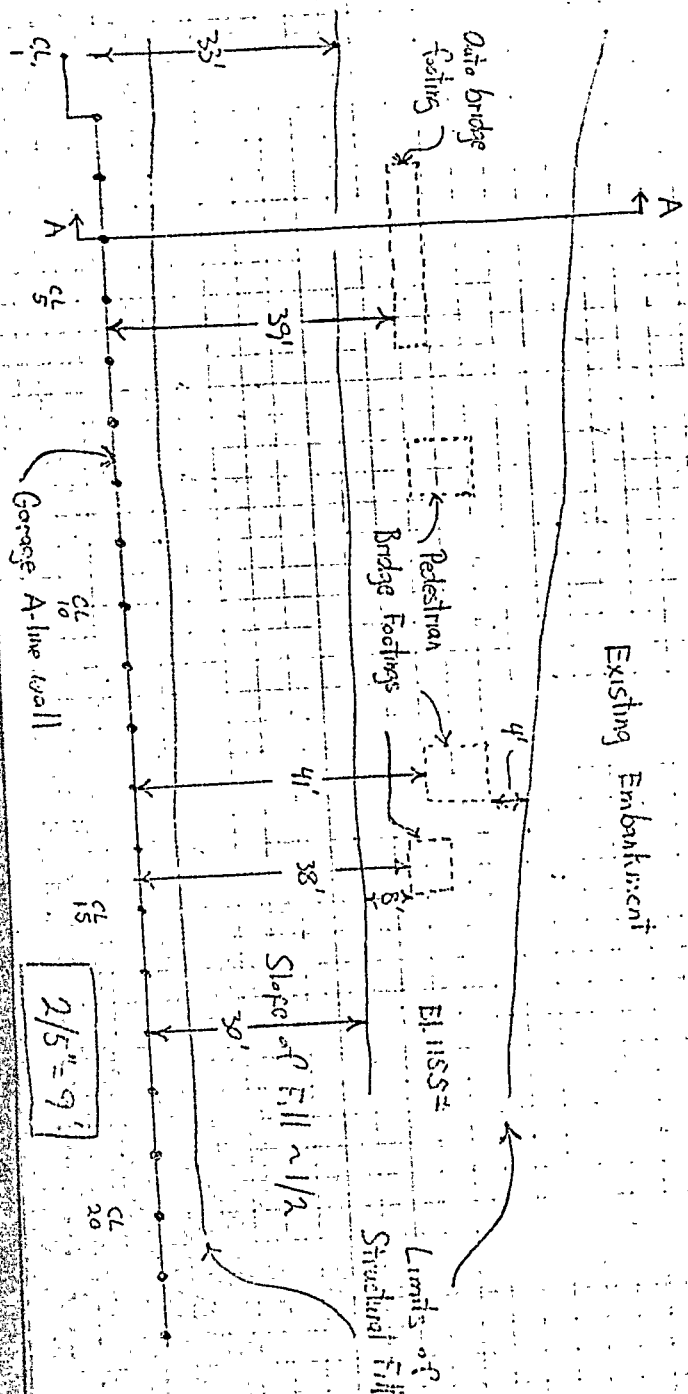 Existing Embankment
A
Auto bridge
footing
Pedestrian
Bridge Footings
4'
El. 1155±
Limits of
Structural Fill
33'
39'
41'
38'
6'
30'
Slope of Fill ~ 1/2
A
CL
1
CL
5
CL
10
CL
15
CL
20
Garage A-line wall
2/5" = 9'